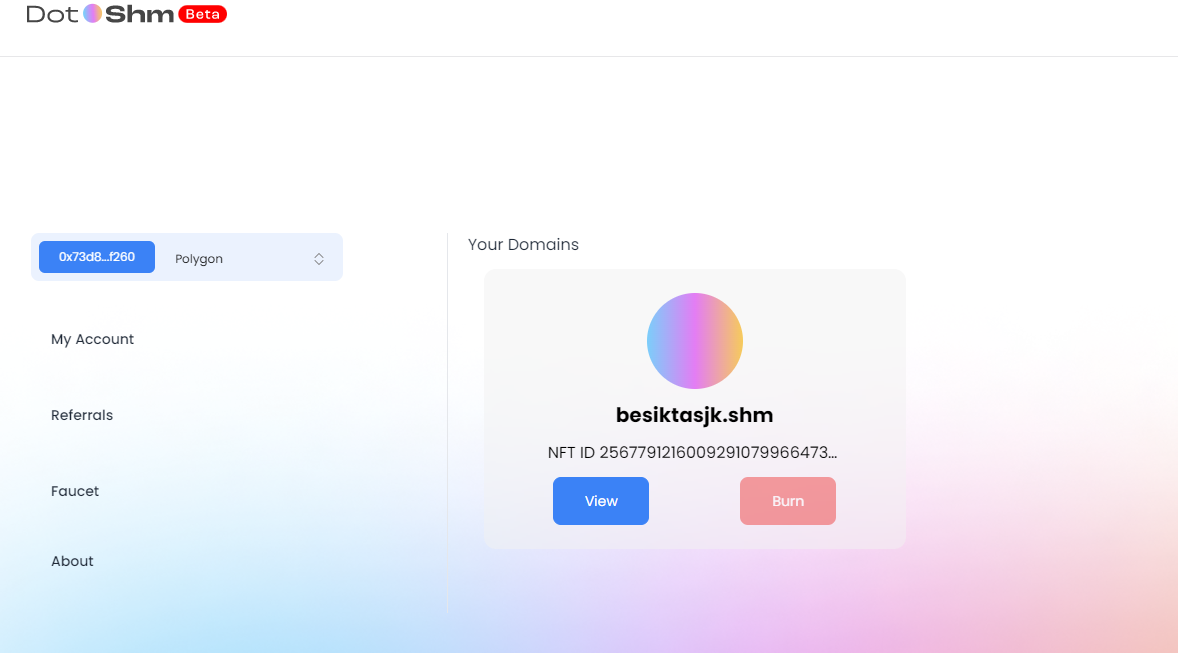 Dot Shm Beta
0x73d8...f260 Polygon
My Account
Referrals
Faucet
About
Your Domains
besiktasjk.shm
NFT ID 2567791216009291079966473...
View Burn